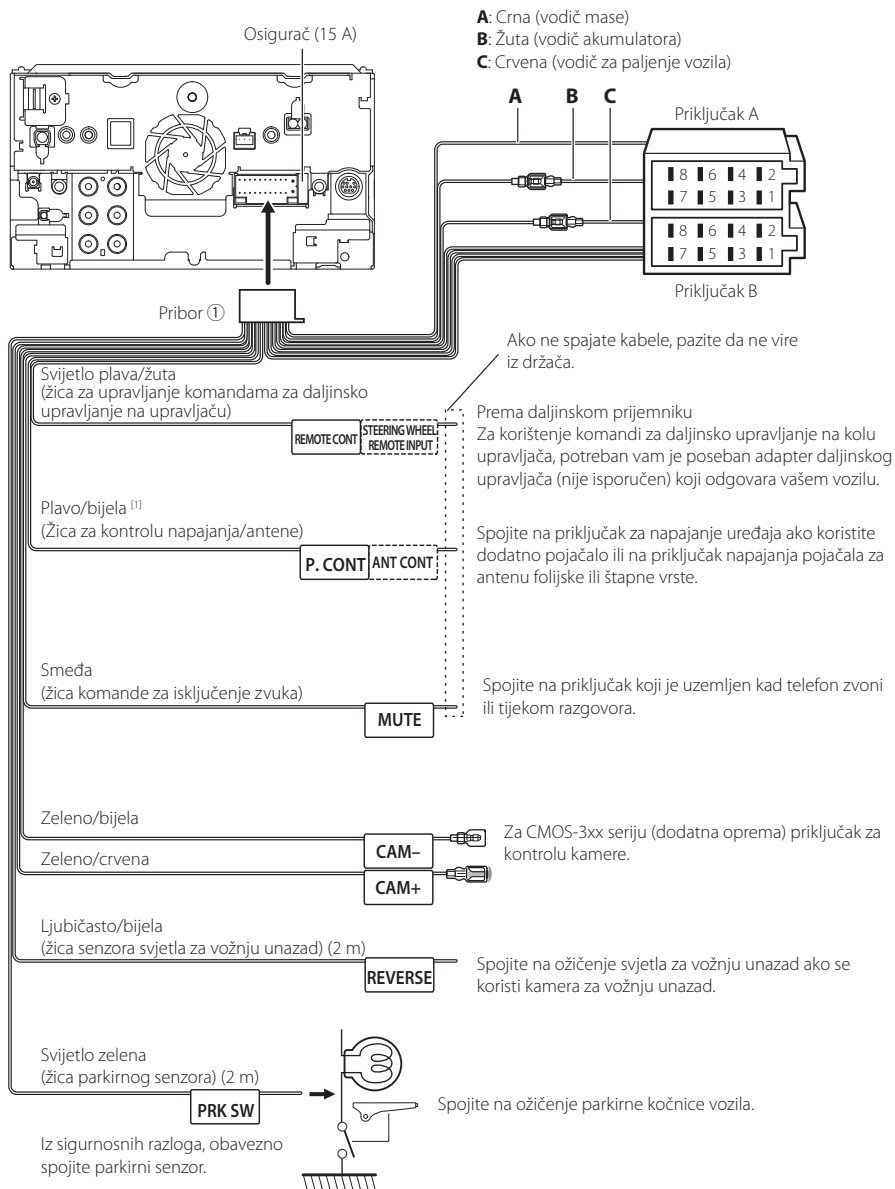 A: Crna (vodič mase)
B: Žuta (vodič akumulatora)
C: Crvena (vodič za paljenje vozila)
Osigurač (15 A)
A B C
Priključak A
8 6 4 2
7 5 3 1
8 6 4 2
7 5 3 1
Priključak B
Pribor ①
Ako ne spajate kabele, pazite da ne vire
iz držača.
Svijetlo plava/žuta
(žica za upravljanje komandama za daljinsko
upravljanje na upravljaču)
REMOTE CONT
STEERING WHEEL
REMOTE INPUT
Prema daljinskom prijemniku
Za korištenje komandi za daljinsko upravljanje na kolu
upravljača, potreban vam je poseban adapter daljinskog
upravljača (nije isporučen) koji odgovara vašem vozilu.
Plavo/bijela [1]
(Žica za kontrolu napajanja/antene)
P. CONT
ANT CONT
Spojite na priključak za napajanje uređaja ako koristite
dodatno pojačalo ili na priključak napajanja pojačala za
antenu folijske ili štapne vrste.
Smeđa
(žica komande za isključenje zvuka)
MUTE
Spojite na priključak koji je uzemljen kad telefon zvoni
ili tijekom razgovora.
Zeleno/bijela
CAM–
Zeleno/crvena
CAM+
Za CMOS-3xx seriju (dodatna oprema) priključak za
kontrolu kamere.
Ljubičasto/bijela
(žica senzora svjetla za vožnju unazad) (2 m)
REVERSE
Spojite na ožičenje svjetla za vožnju unazad ako se
koristi kamera za vožnju unazad.
Svijetlo zelena
(žica parkirnog senzora) (2 m)
PRK SW
Spojite na ožičenje parkirne kočnice vozila.
Iz sigurnosnih razloga, obavezno
spojite parkirni senzor.